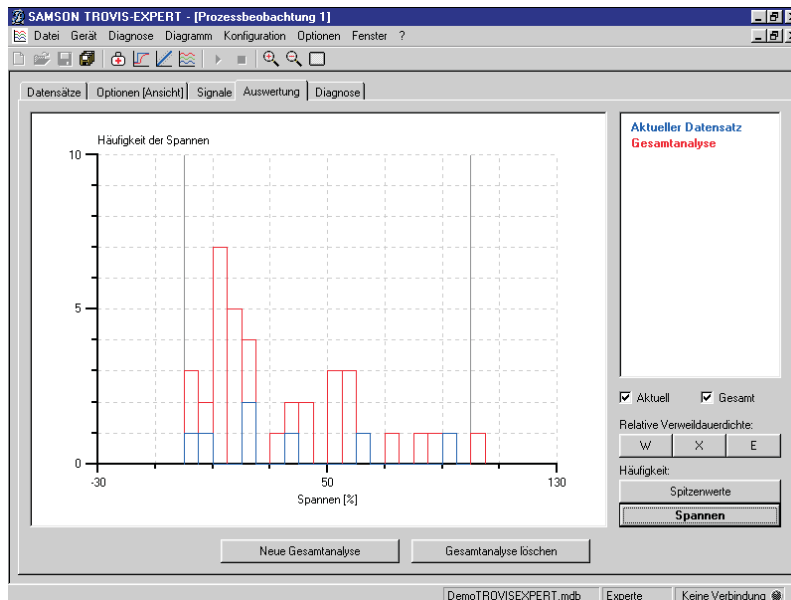 SAMSON TROVIS-EXPERT - [Prozessbeobachtung 1]
Datei Gerät Diagnose Diagramm Konfiguration Optionen Fenster ?
Datensätze Optionen [Ansicht] Signale Auswertung Diagnose
Häufigkeit der Spannen
10
5
0
-30 50 130
Spannen [%]
Aktueller Datensatz
Gesamtanalyse
Aktuell Gesamt
Relative Verweildauerdichte:
W X E
Häufigkeit:
Spitzenwerte
Spannen
Neue Gesamtanalyse Gesamtanalyse löschen
DemoTROVISEXPERT.mdb Experte Keine Verbindung